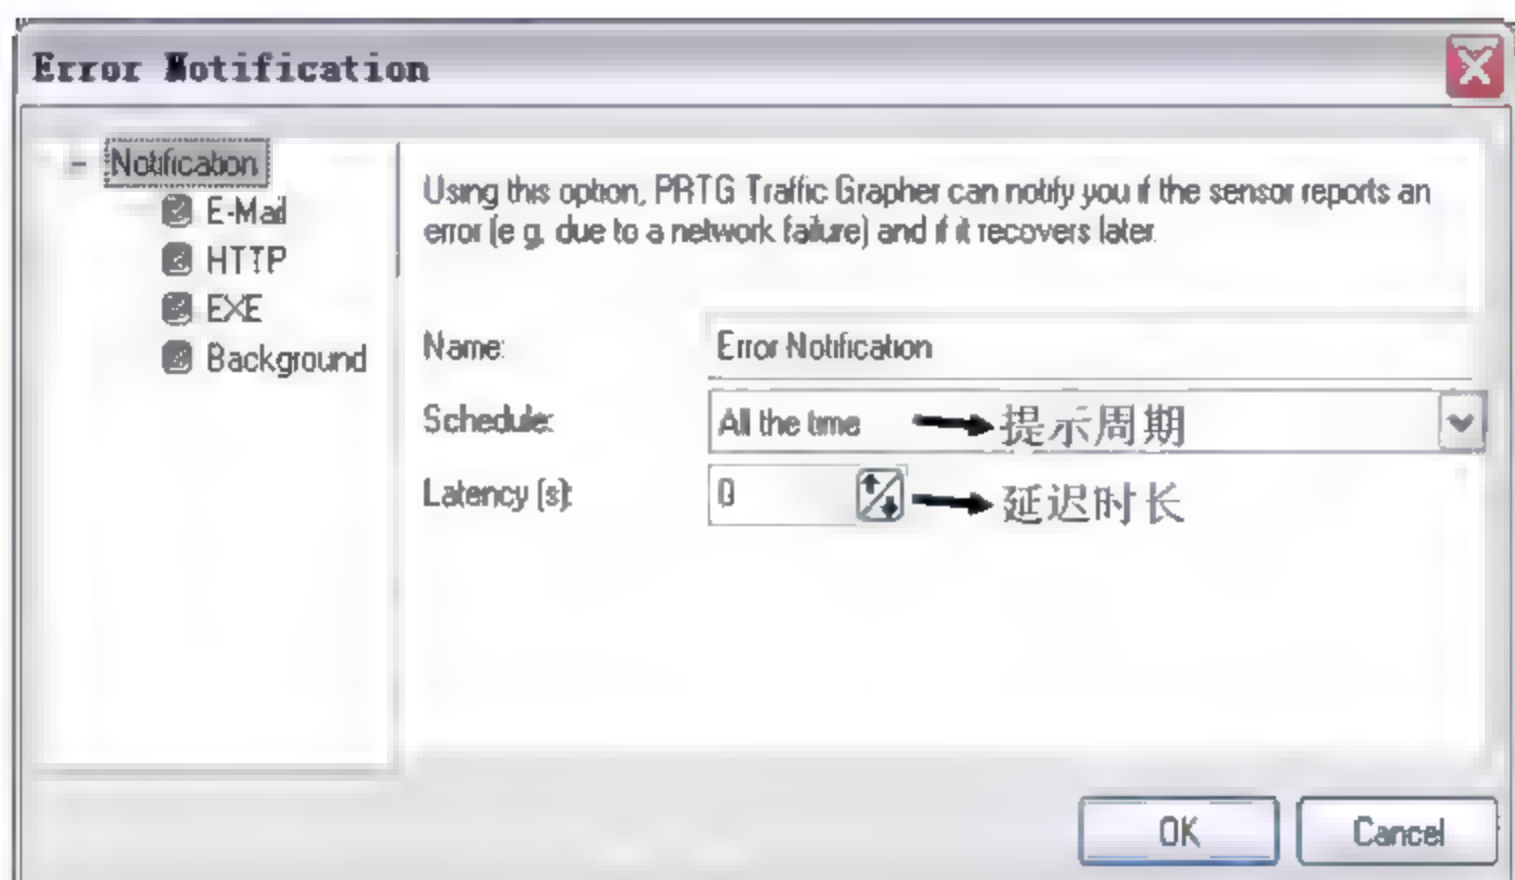 Error Notification
Notification
E-Mail
HTTP
EXE
Background
Using this option, PRTG Traffic Grapher can notify you if the sensor reports an
error (e.g. due to a network failure) and if it recovers later.
Name: Error Notification
Schedule: All the time 提示周期
Latency (s): 0 延迟时长
OK Cancel